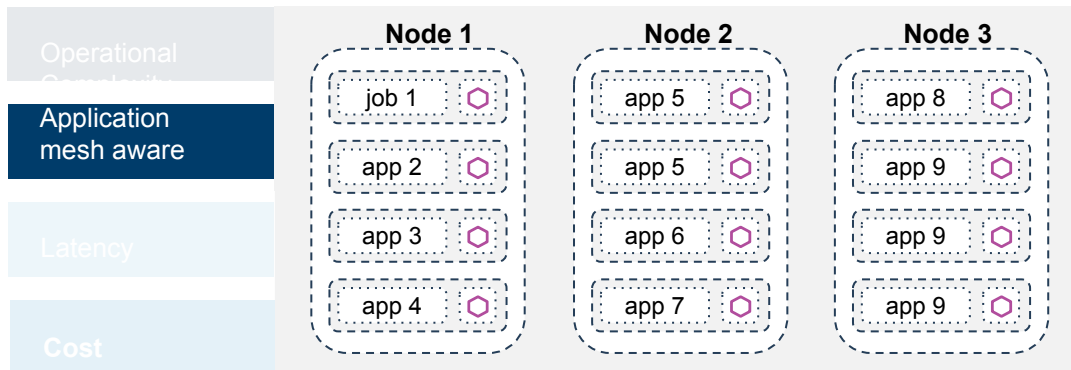 Operational
Complexity
Application
mesh aware
Latency
Cost
Node 1
Node 2
Node 3
job 1
app 5
app 8
app 2
app 5
app 9
app 3
app 6
app 9
app 4
app 7
app 9